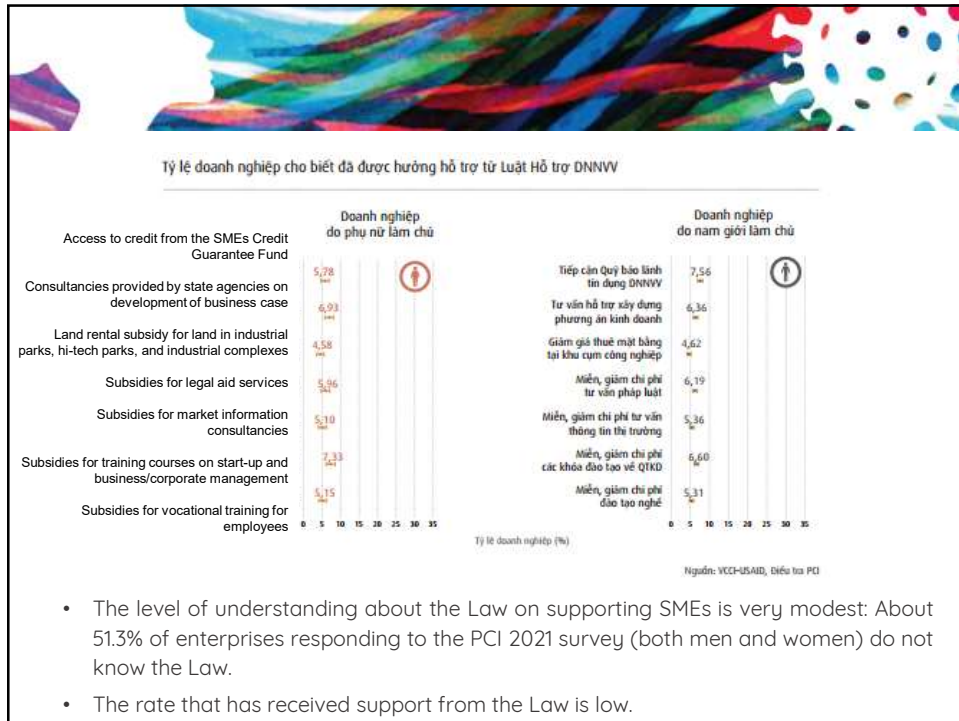 Tỷ lệ doanh nghiệp cho biết đã được hưởng hỗ trợ từ Luật Hỗ trợ DNNVV
Doanh nghiệp
do phụ nữ làm chủ
Access to credit from the SMEs Credit
Guarantee Fund
Consultancies provided by state agencies on
development of business case
Land rental subsidy for land in industrial
parks, hi-tech parks, and industrial complexes
Subsidies for legal aid services
Subsidies for market information
consultancies
Subsidies for training courses on start-up and
business/corporate management
Subsidies for vocational training for
employees
5,78
6,93
4,58
5,96
5,10
7,33
5,15
0 5 10 15 20 25 30 35
Doanh nghiệp
do nam giới làm chủ
Tiếp cận Quỹ bảo lãnh
tín dụng DNNVV
7,56
Tư vấn hỗ trợ xây dựng
phương án kinh doanh
6,36
Giảm giá thuê mặt bằng
tại khu cụm công nghiệp
4,62
Miễn, giảm chi phí
tư vấn pháp luật
6,19
Miễn, giảm chi phí tư vấn
thông tin thị trường
5,36
Miễn, giảm chi phí
các khóa đào tạo về QTKD
6,60
Miễn, giảm chi phí
đào tạo nghề
5,31
0 5 10 15 20 25 30 35
Tỷ lệ doanh nghiệp (%)
Nguồn: VCCI-USAID, Điều tra PCI
• The level of understanding about the Law on supporting SMEs is very modest: About
51.3% of enterprises responding to the PCI 2021 survey (both men and women) do not
know the Law.
• The rate that has received support from the Law is low.